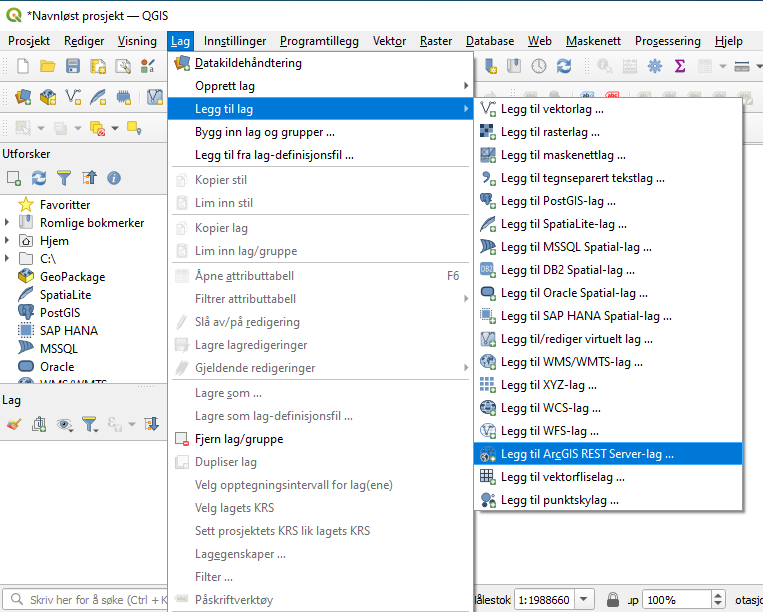 *Navnløst prosjekt — QGIS
Prosjekt Rediger Visning Lag Innstillinger Programtillegg Vektor Raster Database Web Maskenett Prosessering Hjelp
Datakildehåndtering
Opprett lag
Legg til lag
Bygg inn lag og grupper ...
Legg til fra lag-definisjonsfil ...
Kopier stil
Lim inn stil
Kopier lag
Lim inn lag/gruppe
Åpne attributtabell F6
Filtrer attributtabell
Slå av/på redigering
Lagre lagredigeringer
Gjeldende redigeringer
Lagre som ...
Lagre som lag-definisjonsfil ...
Fjern lag/gruppe
Dupliser lag
Velg opptegningsintervall for lag(ene)
Velg lagets KRS
Sett prosjektets KRS lik lagets KRS
Lagegenskaper ...
Filter ...
Påskriftverktøy
Legg til vektorlag ...
Legg til rasterlag ...
Legg til maskenettlag ...
Legg til tegnseparert tekstlag ...
Legg til PostGIS-lag ...
Legg til SpatiaLite-lag ...
Legg til MSSQL Spatial-lag ...
Legg til DB2 Spatial-lag ...
Legg til Oracle Spatial-lag ...
Legg til SAP HANA Spatial-lag ...
Legg til/rediger virtuelt lag ...
Legg til WMS/WMTS-lag ...
Legg til XYZ-lag ...
Legg til WCS-lag ...
Legg til WFS-lag ...
Legg til ArcGIS REST Server-lag ...
Legg til vektorfliselag ...
Legg til punktskylag ...
Utforsker
Favoritter
Romlige bokmerker
Hjem
C:\
GeoPackage
SpatiaLite
PostGIS
SAP HANA
MSSQL
Oracle
WMS/WMTS
Lag
Skriv her for å søke (Ctrl + K
ålestok 1:1988660 up 100% otasjo